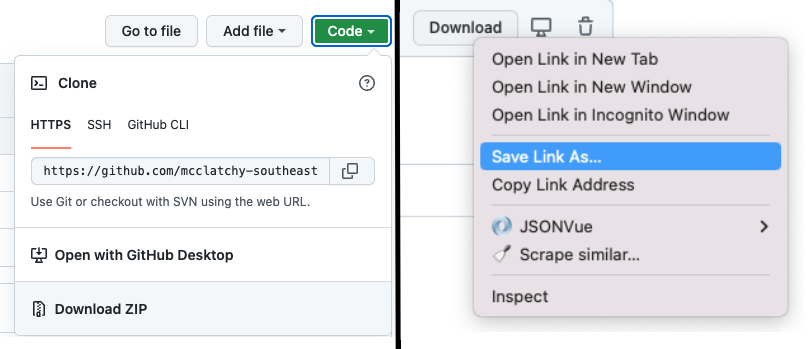 Go to file
Add file
Code
Clone
HTTPS
SSH
GitHub CLI
https://github.com/mcclatchy-southeast
Use Git or checkout with SVN using the web URL.
Open with GitHub Desktop
Download ZIP
Download
Open Link in New Tab
Open Link in New Window
Open Link in Incognito Window
Save Link As...
Copy Link Address
JSONVue
Scrape similar...
Inspect